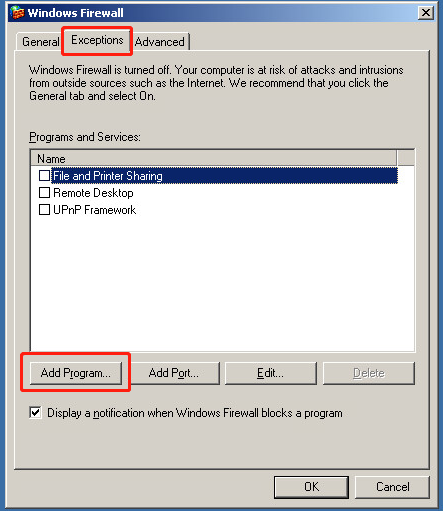 Windows Firewall
General Exceptions Advanced
Windows Firewall is turned off. Your computer is at risk of attacks and intrusions
from outside sources such as the Internet. We recommend that you click the
General tab and select On.
Programs and Services:
Name
File and Printer Sharing
Remote Desktop
UPnP Framework
Add Program... Add Port... Edit... Delete
Display a notification when Windows Firewall blocks a program
OK Cancel